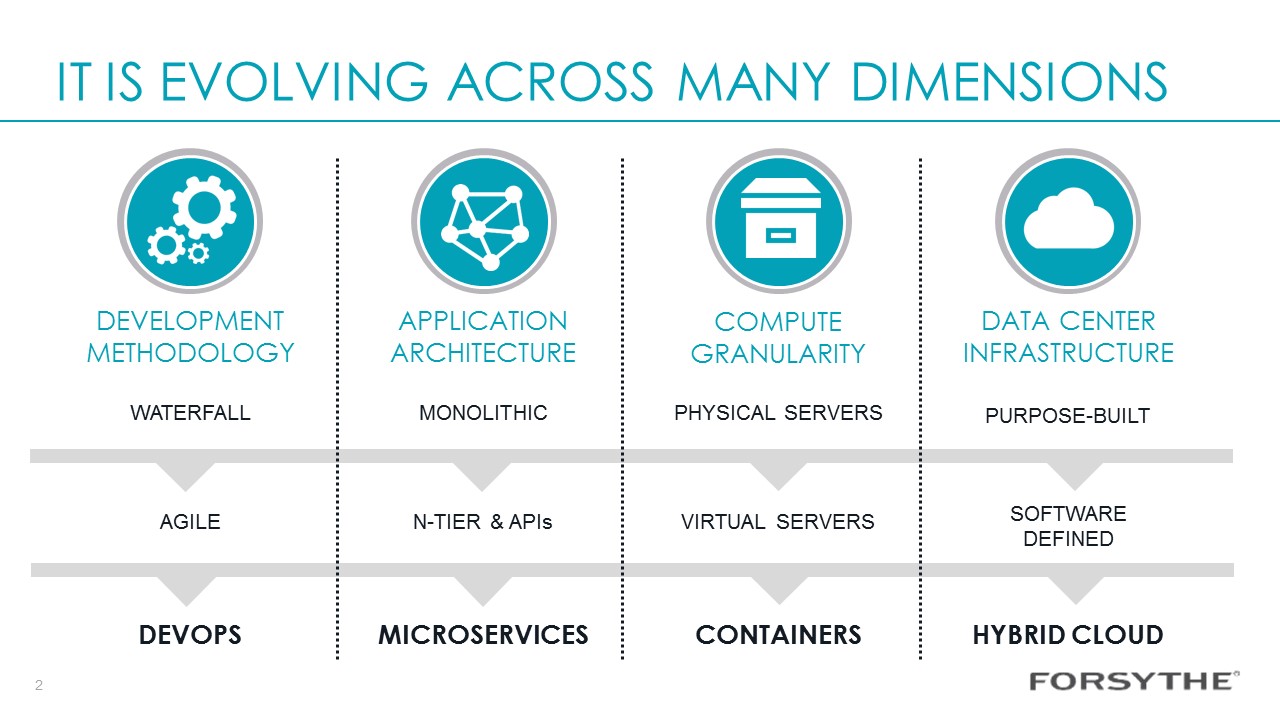 IT IS EVOLVING ACROSS MANY DIMENSIONS
DEVELOPMENT
METHODOLOGY
APPLICATION
ARCHITECTURE
COMPUTE
GRANULARITY
DATA CENTER
INFRASTRUCTURE
WATERFALL
MONOLITHIC
PHYSICAL SERVERS
PURPOSE-BUILT
AGILE
N-TIER & APIs
VIRTUAL SERVERS
SOFTWARE
DEFINED
DEVOPS
MICROSERVICES
CONTAINERS
HYBRID CLOUD
2
FORSYTHE